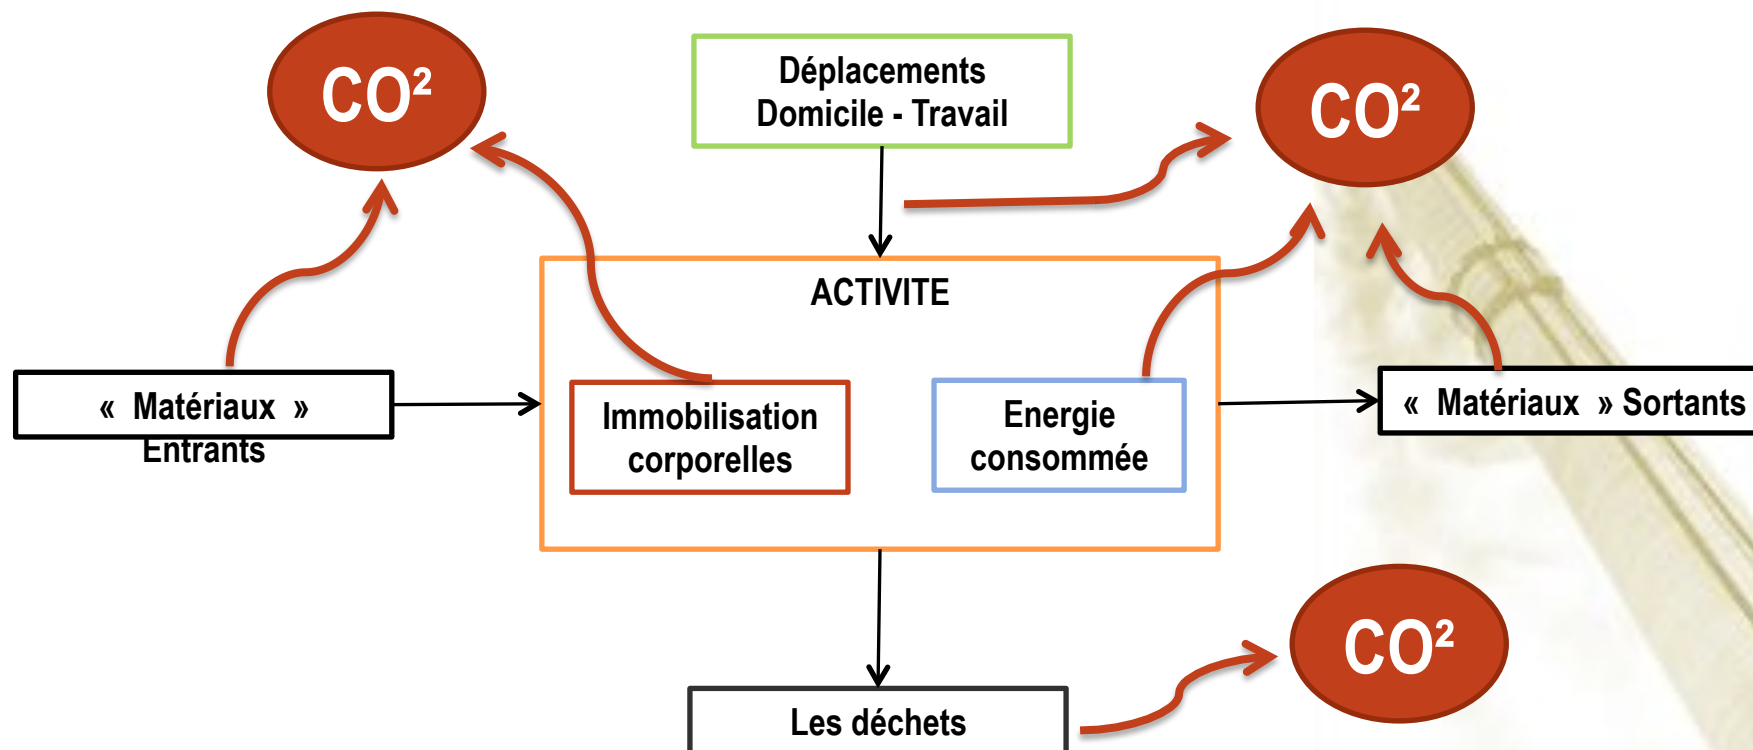 CO²
Déplacements
Domicile - Travail
CO²
ACTIVITE
« Matériaux »
Entrants
Immobilisation
corporelles
Energie
consommée
« Matériaux » Sortants
CO²
Les déchets